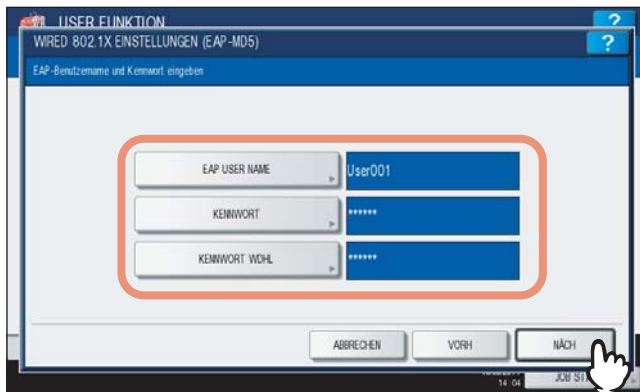 USER FUNKTION
?
WIRED 802.1X EINSTELLUNGEN (EAP-MD5)
?
EAP-Benutzername und Kennwort eingeben
EAP USER NAME
User001
KENNWORT
******
KENNWORT WDHL
******
ABBRECHEN
VORH
NÄCH
14:04
JOB ST